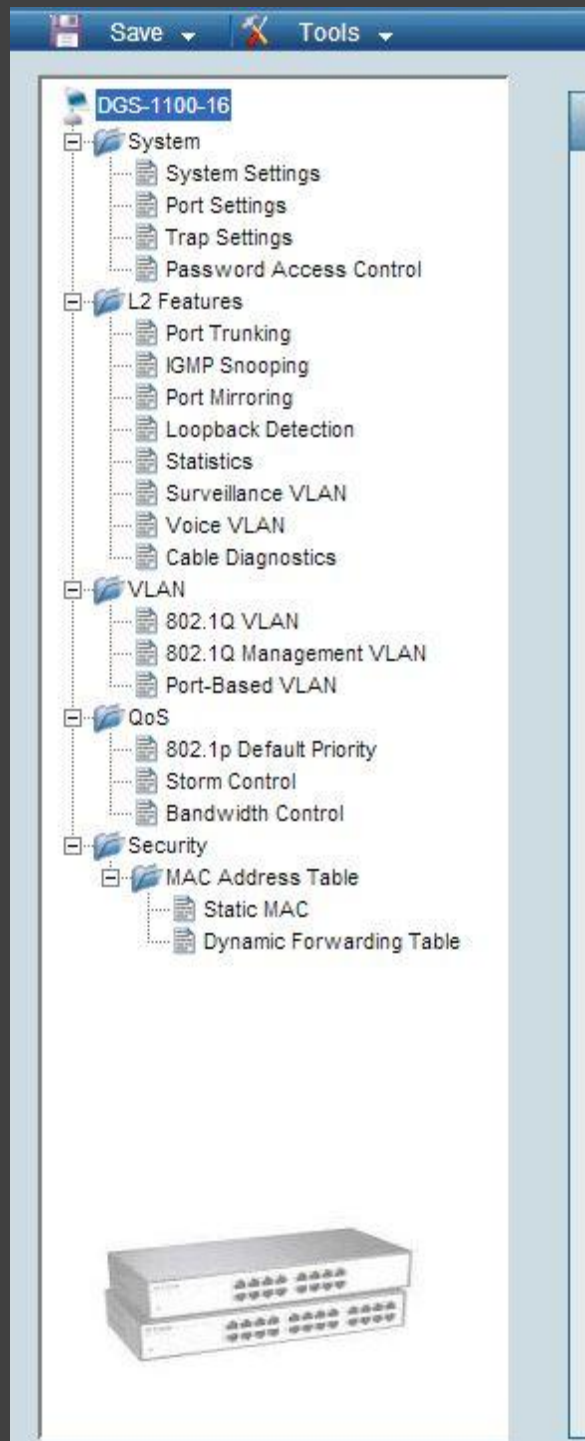 Save
Tools
DGS-1100-16
System
System Settings
Port Settings
Trap Settings
Password Access Control
L2 Features
Port Trunking
IGMP Snooping
Port Mirroring
Loopback Detection
Statistics
Surveillance VLAN
Voice VLAN
Cable Diagnostics
VLAN
802.1Q VLAN
802.1Q Management VLAN
Port-Based VLAN
QoS
802.1p Default Priority
Storm Control
Bandwidth Control
Security
MAC Address Table
Static MAC
Dynamic Forwarding Table